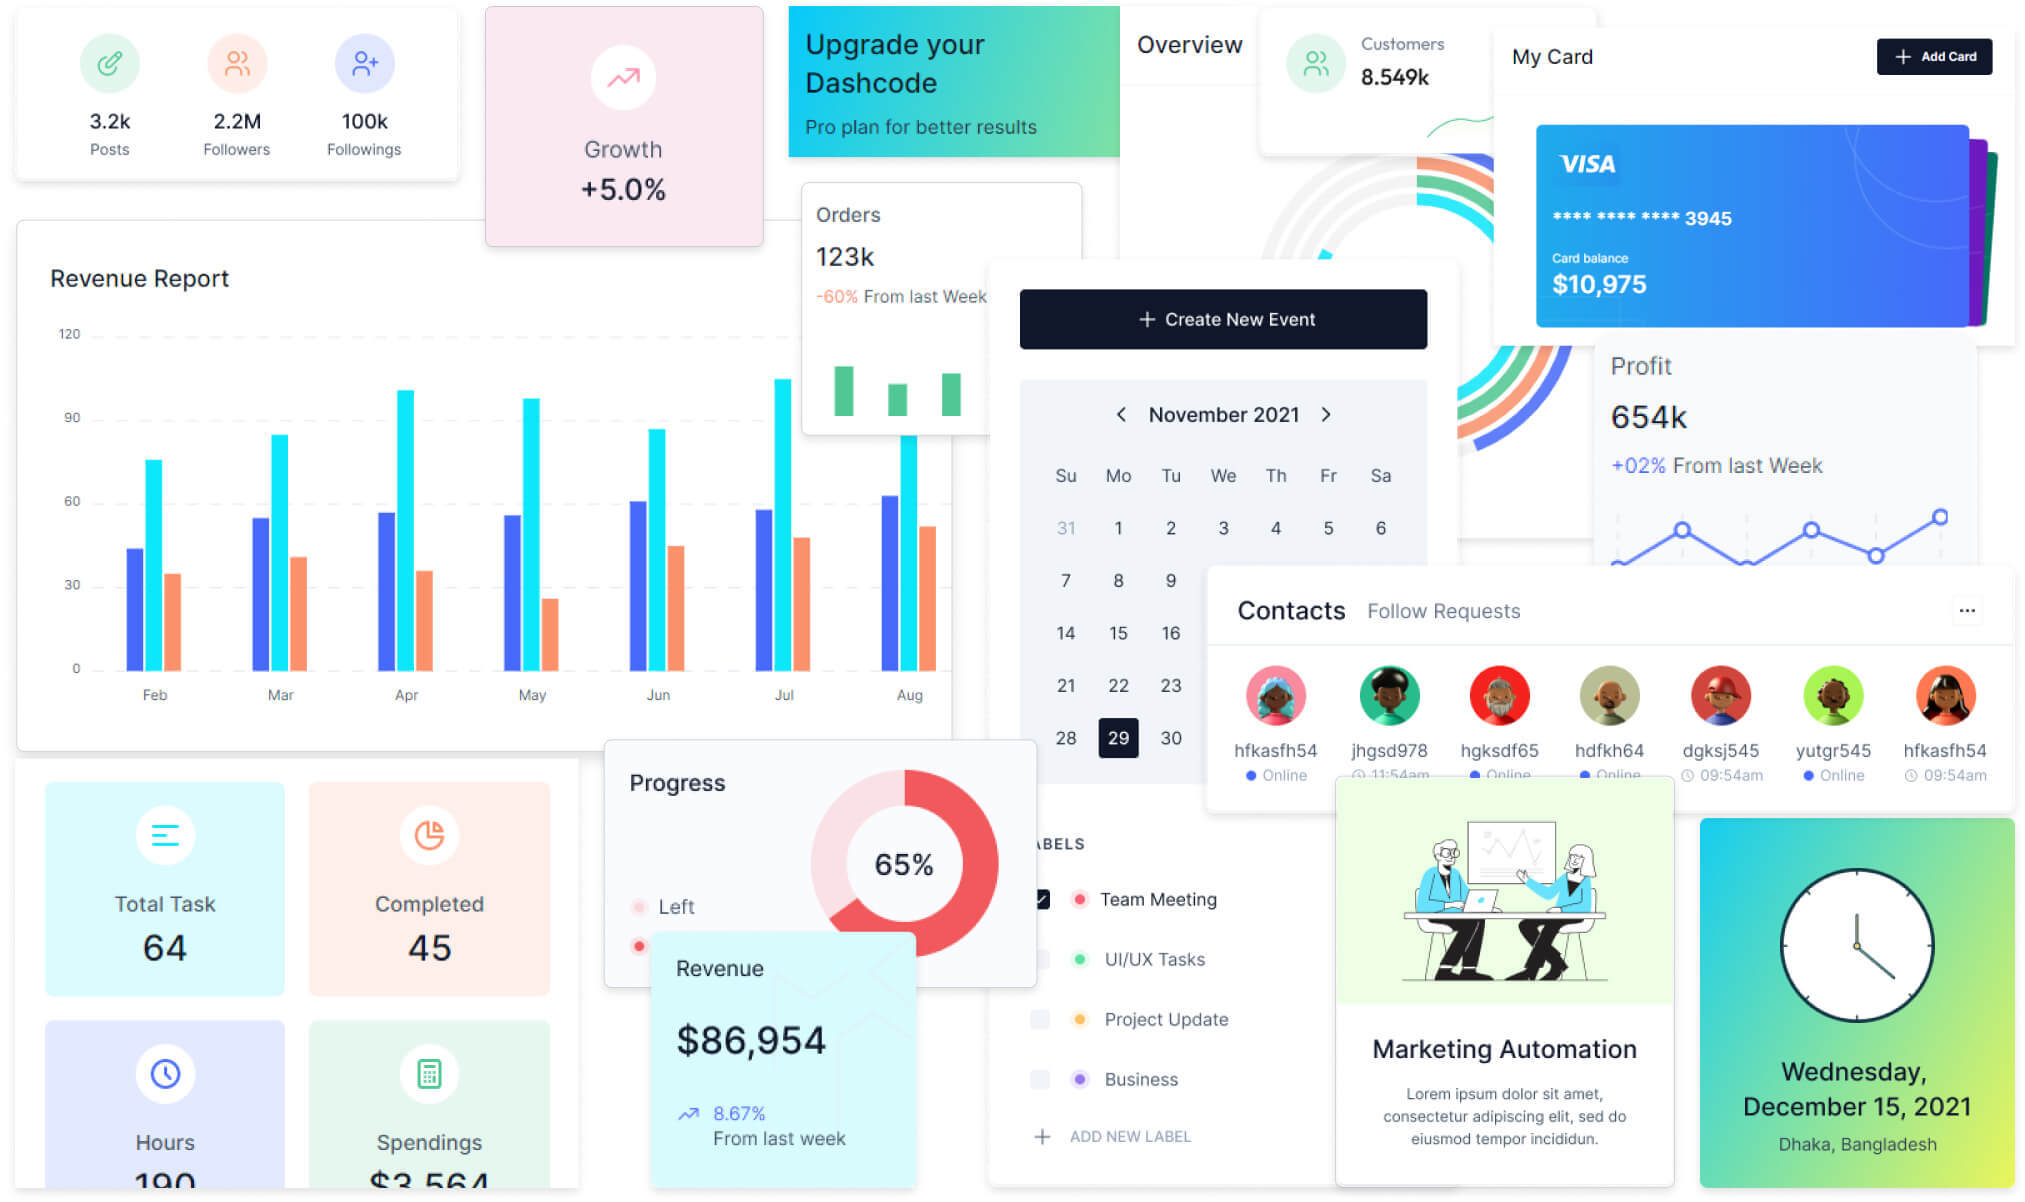 3.2k
Posts
2.2M
Followers
100k
Followings
Growth
+5.0%
Upgrade your
Dashcode
Pro plan for better results
Overview
Customers
8.549k
My Card
+ Add Card
VISA
**** **** **** 3945
Card balance
$10,975
Orders
123k
-60% From last Week
Revenue Report
120
90
60
30
0
Feb Mar Apr May Jun Jul Aug
+ Create New Event
< November 2021 >
Su Mo Tu We Th Fr Sa
31 1 2 3 4 5 6
7 8 9
14 15 16
21 22 23
28 29 30
Profit
654k
+02% From last Week
Contacts Follow Requests
hfkasfh54 jhgsd978 hgksdf65 hdfkh64 dgksj545 yutgr545 hfkasfh54
Online 11:54am Online Online 09:54am Online 09:54am
Total Task
64
Completed
45
Hours
190
Spendings
$3,564
Progress
65%
Left
Revenue
$86,954
8.67%
From last week
ABELS
Team Meeting
UI/UX Tasks
Project Update
Business
+ ADD NEW LABEL
Marketing Automation
Lorem ipsum dolor sit amet,
consectetur adipiscing elit, sed do
eiusmod tempor incididun.
Wednesday,
December 15, 2021
Dhaka, Bangladesh